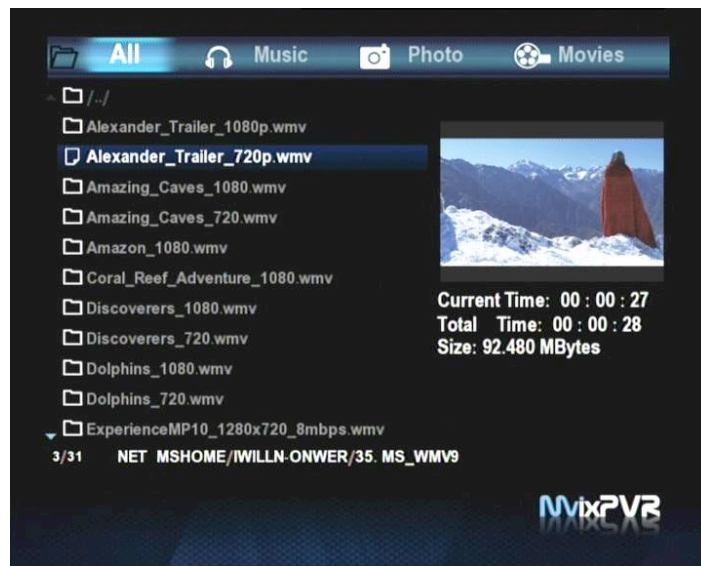 All Music Photo Movies
/../
Alexander_Trailer_1080p.wmv
Alexander_Trailer_720p.wmv
Amazing_Caves_1080.wmv
Amazing_Caves_720.wmv
Amazon_1080.wmv
Coral_Reef_Adventure_1080.wmv
Discoverers_1080.wmv
Discoverers_720.wmv
Dolphins_1080.wmv
Dolphins_720.wmv
ExperienceMP10_1280x720_8mbps.wmv
Current Time: 00 : 00 : 27
Total Time: 00 : 00 : 28
Size: 92.480 MBytes
3/31 NET MSHOME/IWILLN-ONWER/35. MS_WMV9
MvixPVR